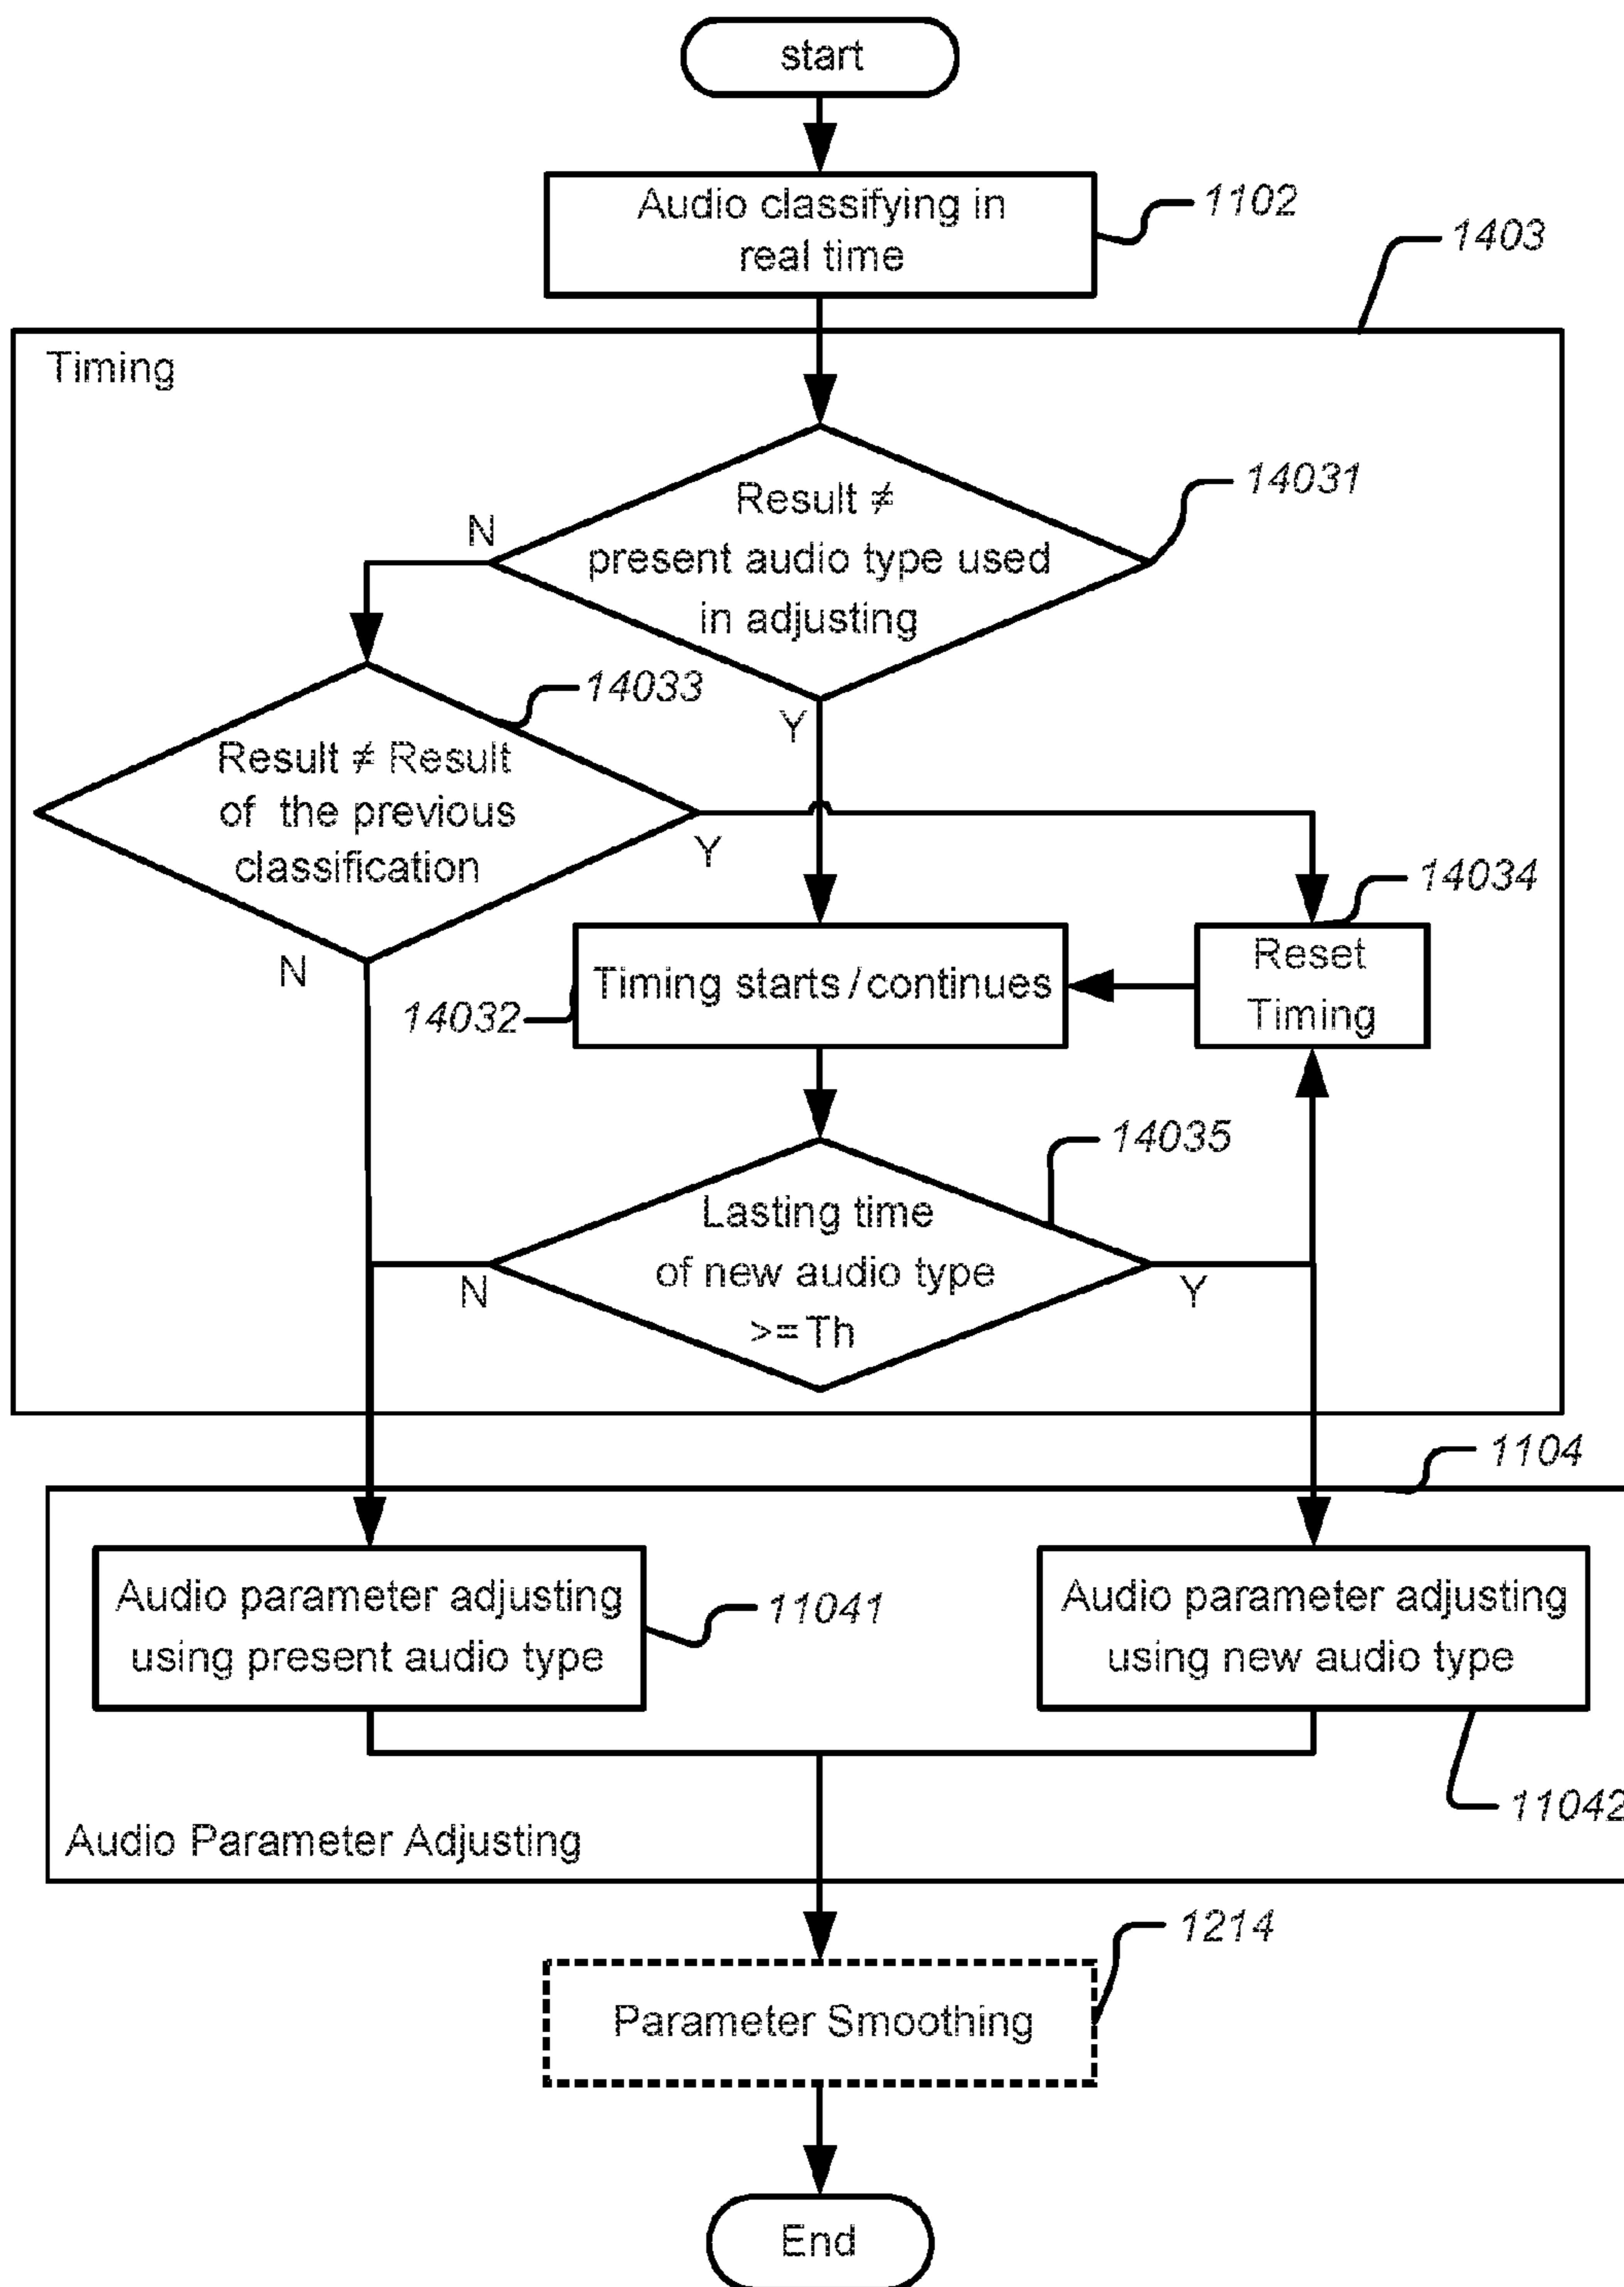 start
Audio classifying in
real time
1102
1403
Timing
Result ≠
present audio type used
in adjusting
14031
N
Y
14033
Result ≠ Result
of the previous
classification
Y
N
14034
Reset
Timing
Timing starts / continues
14032
14035
Lasting time
of new audio type
>= Th
N
Y
1104
Audio parameter adjusting
using present audio type
11041
Audio parameter adjusting
using new audio type
11042
Audio Parameter Adjusting
1214
Parameter Smoothing
End